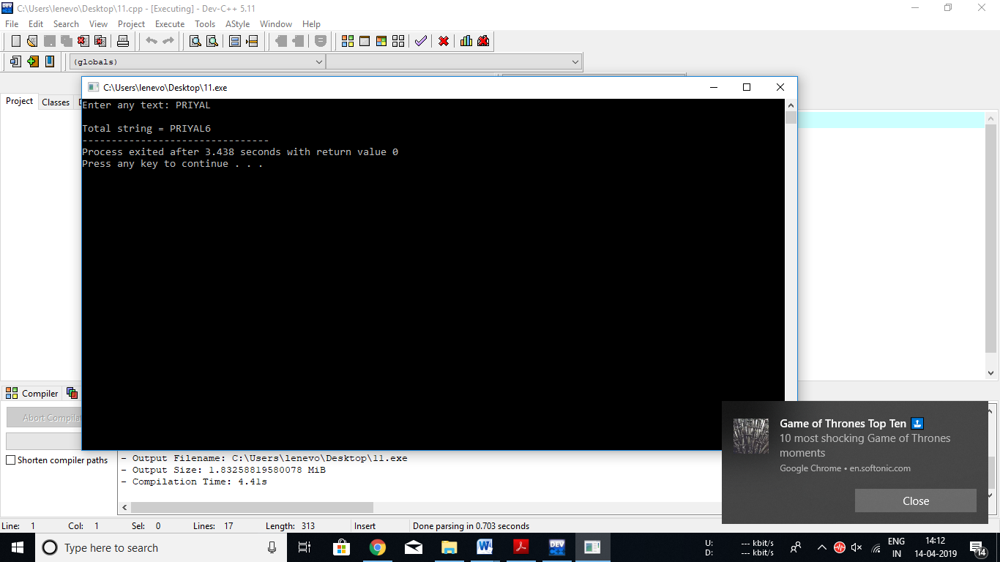 C:\Users\lenevo\Desktop\11.cpp - [Executing] - Dev-C++ 5.11
File Edit Search View Project Execute Tools AStyle Window Help
(globals)
C:\Users\lenevo\Desktop\11.exe
Project Classes
Enter any text: PRIYAL
Total string = PRIYAL6
--------------------------------
Process exited after 3.438 seconds with return value 0
Press any key to continue . . .
Compiler
Abort Compilat
Shorten compiler paths
- Output Filename: C:\Users\lenevo\Desktop\11.exe
- Output Size: 1.83258819580078 MiB
- Compilation Time: 4.41s
Game of Thrones Top Ten
10 most shocking Game of Thrones
moments
Google Chrome • en.softonic.com
Close
Line: 1 Col: 1 Sel: 0 Lines: 17 Length: 313 Insert Done parsing in 0.703 seconds
Type here to search
DEV
U: --- kbit/s
D: --- kbit/s
ENG
IN
14:12
14-04-2019
14